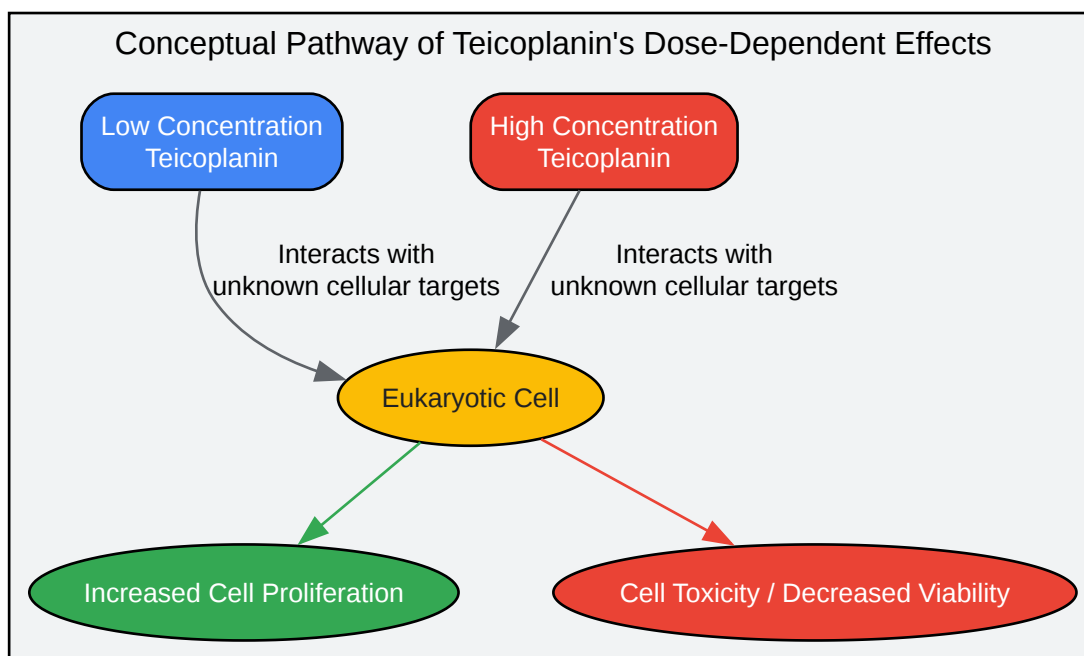 Conceptual Pathway of Teicoplanin's Dose-Dependent Effects
Low Concentration
Teicoplanin
High Concentration
Teicoplanin
Interacts with
unknown cellular targets
Interacts with
unknown cellular targets
Eukaryotic Cell
Increased Cell Proliferation
Cell Toxicity / Decreased Viability